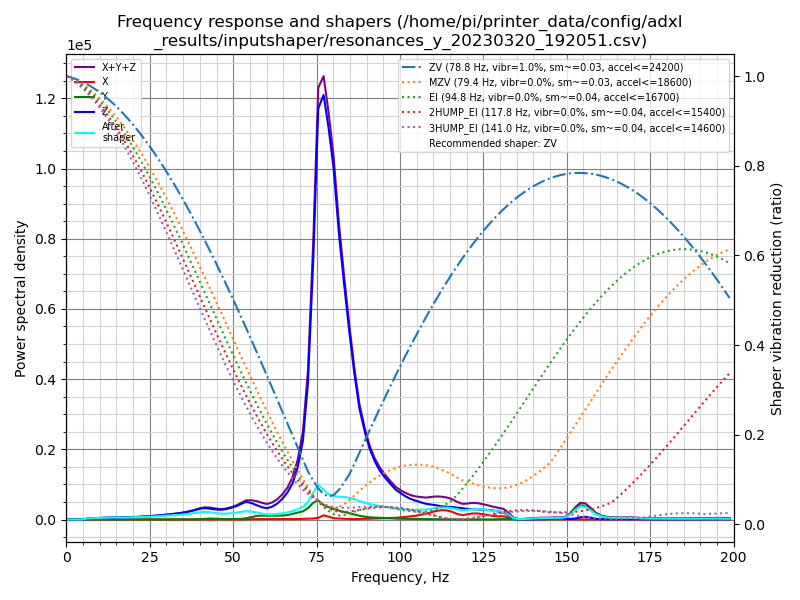 Frequency response and shapers (/home/pi/printer_data/config/adxl
_results/inputshaper/resonances_y_20230320_192051.csv)
1e5
X+Y+Z
X
Y
Z
After
shaper
ZV (78.8 Hz, vibr=1.0%, sm~=0.03, accel<=24200)
MZV (79.4 Hz, vibr=0.0%, sm~=0.03, accel<=18600)
EI (94.8 Hz, vibr=0.0%, sm~=0.04, accel<=16700)
2HUMP_EI (117.8 Hz, vibr=0.0%, sm~=0.04, accel<=15400)
3HUMP_EI (141.0 Hz, vibr=0.0%, sm~=0.04, accel<=14600)
Recommended shaper: ZV
Power spectral density
1.2
1.0
0.8
0.6
0.4
0.2
0.0
1.0
0.8
0.6
0.4
0.2
0.0
Shaper vibration reduction (ratio)
0 25 50 75 100 125 150 175 200
Frequency, Hz